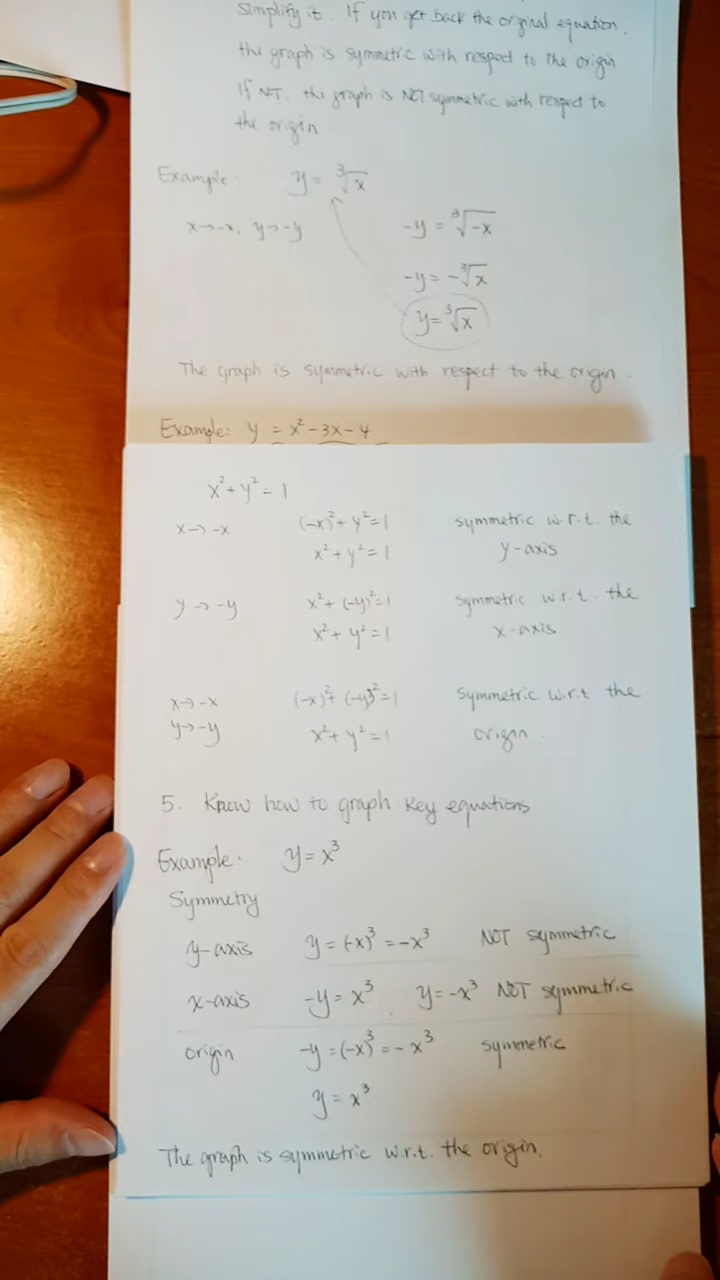 simplify it. If you get back the orginal equation,
the graph is symmetric with respect to the origin
If NOT, the graph is NOT symmetric with respect to
the origin
Example: y = ∛x
x→-x, y→-y -y = ∛-x
-y = -∛x
y = ∛x
The graph is symmetric with respect to the origin.
Example: y = x² - 3x - 4
x² + y² = 1
x → -x (-x)² + y² = 1 symmetric w.r.t. the
x² + y² = 1 y-axis
y → -y x² + (-y)² = 1 symmetric w.r.t. the
x² + y² = 1 x-axis
x → -x (-x)² + (-y)² = 1 symmetric w.r.t the
y → -y x² + y² = 1 origin.
5. Know how to graph key equations
Example. y = x³
Symmetry
y-axis y = (-x)³ = -x³ NOT symmetric
x-axis -y = x³, y = -x³ NOT symmetric
origin -y = (-x)³ = -x³ symmetric
y = x³
The graph is symmetric w.r.t. the origin.